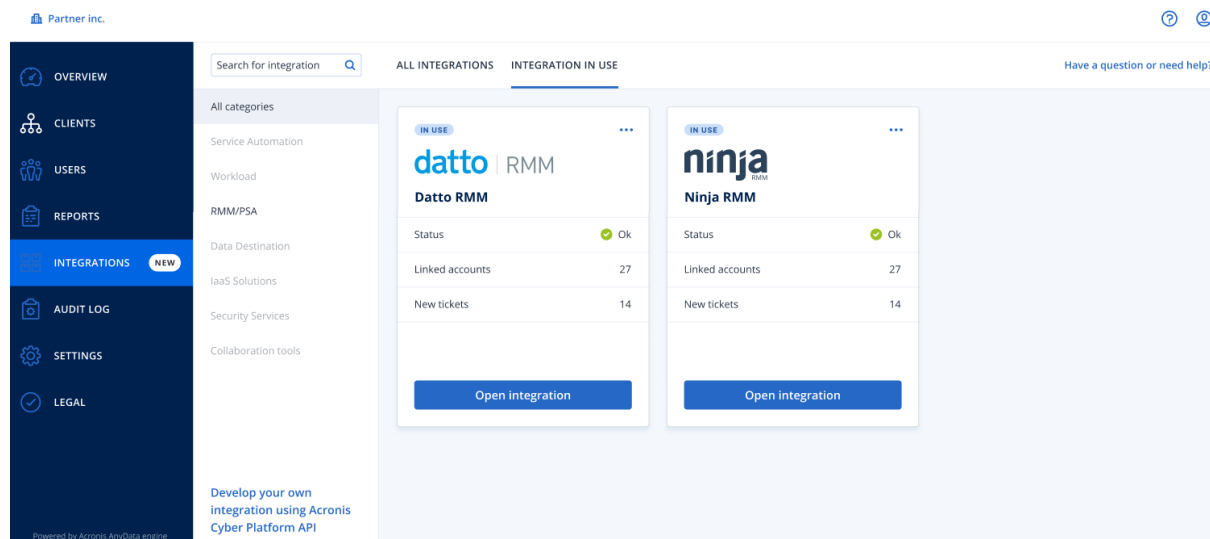 Partner inc.
OVERVIEW
CLIENTS
USERS
REPORTS
INTEGRATIONS NEW
AUDIT LOG
SETTINGS
LEGAL
Powered by Acronis AnyData engine
Search for integration
All categories
Service Automation
Workload
RMM/PSA
Data Destination
IaaS Solutions
Security Services
Collaboration tools
Develop your own
integration using Acronis
Cyber Platform API
ALL INTEGRATIONS INTEGRATION IN USE
Have a question or need help?
IN USE
datto | RMM
Datto RMM
Status Ok
Linked accounts 27
New tickets 14
Open integration
IN USE
ninja
RMM
Ninja RMM
Status Ok
Linked accounts 27
New tickets 14
Open integration